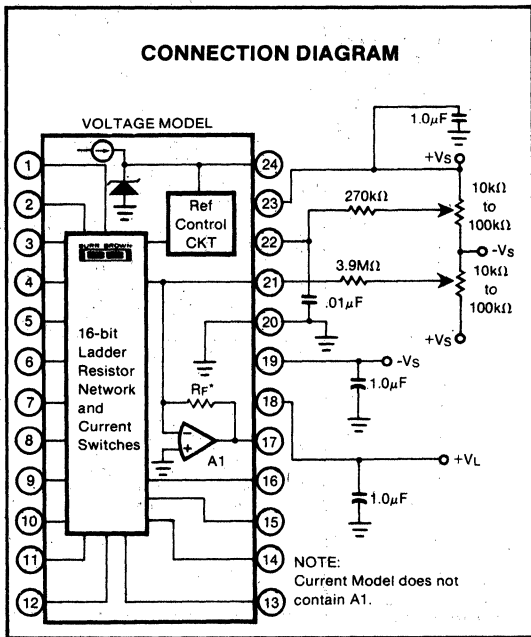 CONNECTION DIAGRAM
VOLTAGE MODEL
1
2
3
4
5
6
7
8
9
10
11
12
24
23
22
21
20
19
18
17
16
15
14
13
Ref
Control
CKT
BURR-BROWN
16-bit
Ladder
Resistor
Network
and
Current
Switches
RF*
−
+
A1
1.0µF
+VS
270kΩ
10kΩ
to
100kΩ
-VS
3.9MΩ
10kΩ
to
100kΩ
.01µF
+VS
-VS
1.0µF
+VL
1.0µF
NOTE:
Current Model does not
contain A1.